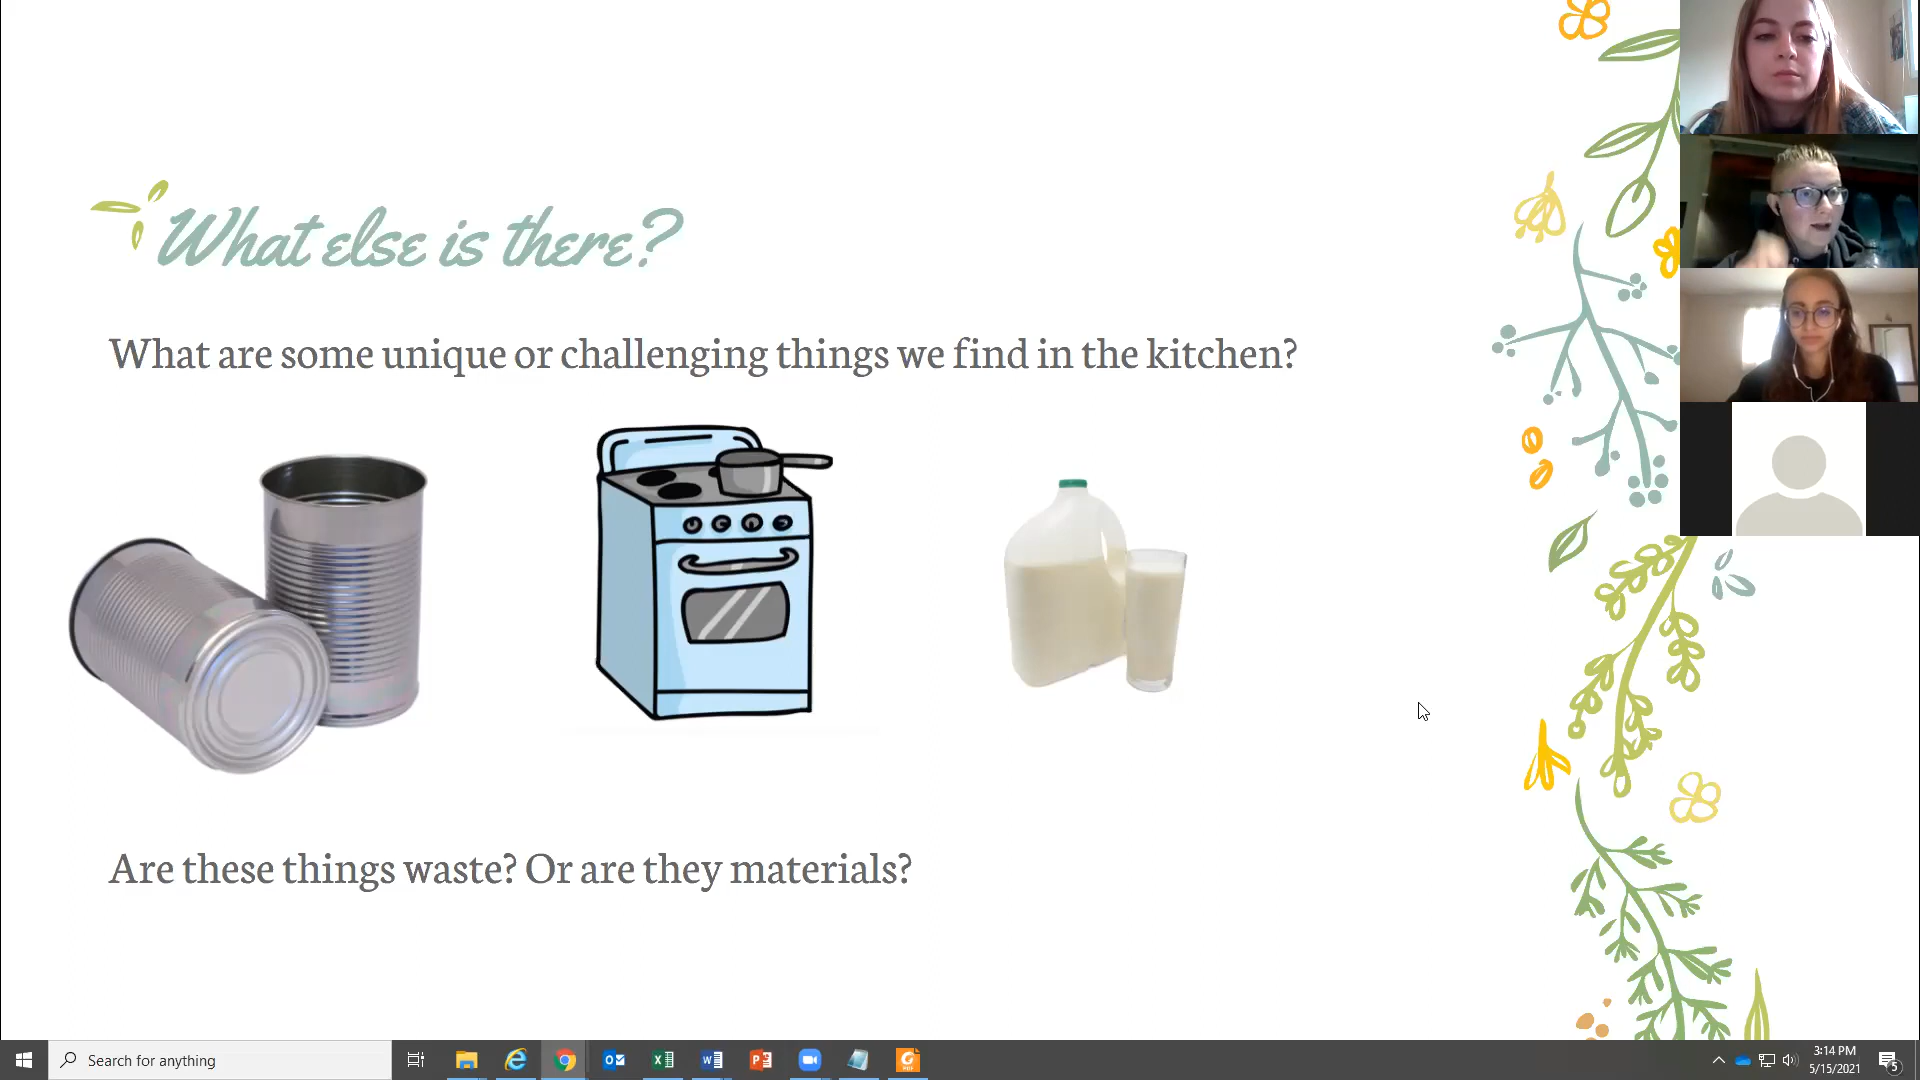 What else is there?
What are some unique or challenging things we find in the kitchen?
Are these things waste? Or are they materials?
Search for anything
3:14 PM
5/15/2021
5